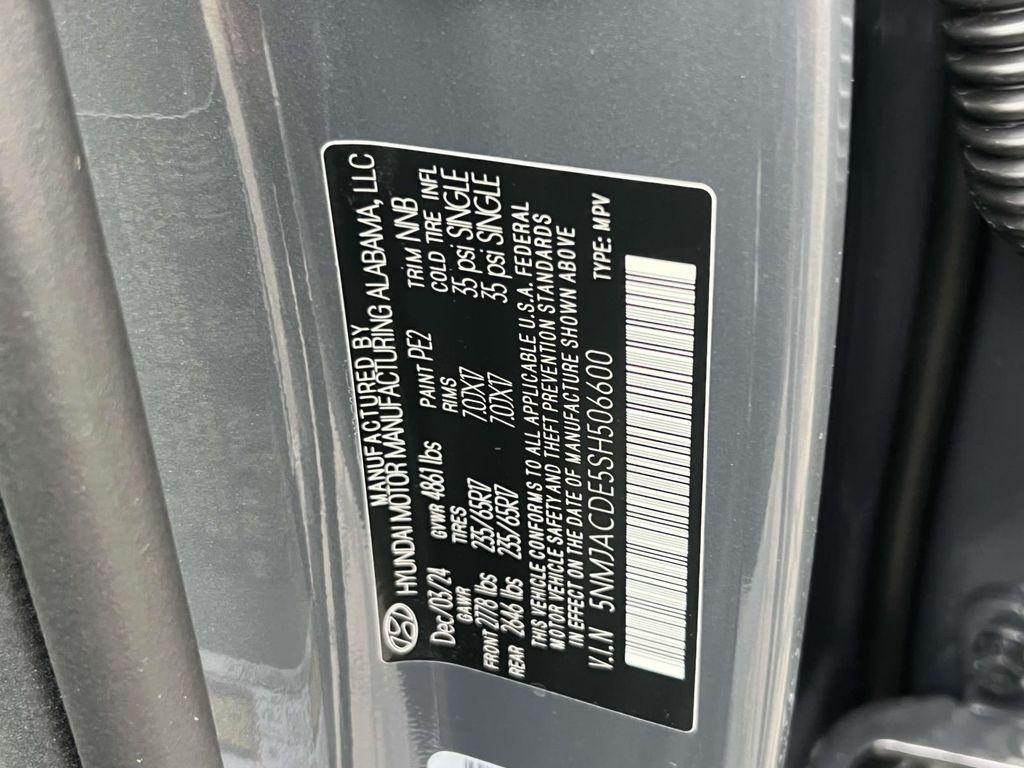 MANUFACTURED BY
HYUNDAI MOTOR MANUFACTURING ALABAMA, LLC
Dec/03/24 GVWR 4861 lbs PAINT PE2 TRIM NNB
GAWR TIRES RIMS COLD TIRE INFL
FRONT 2778 lbs 235/65R17 7.0JX17 35 psi SINGLE
REAR 2646 lbs 235/65R17 7.0JX17 35 psi SINGLE
THIS VEHICLE CONFORMS TO ALL APPLICABLE U.S.A. FEDERAL
MOTOR VEHICLE SAFETY AND THEFT PREVENTION STANDARDS
IN EFFECT ON THE DATE OF MANUFACTURE SHOWN ABOVE
V.I.N 5NMJACDE5SH506600 TYPE: MPV